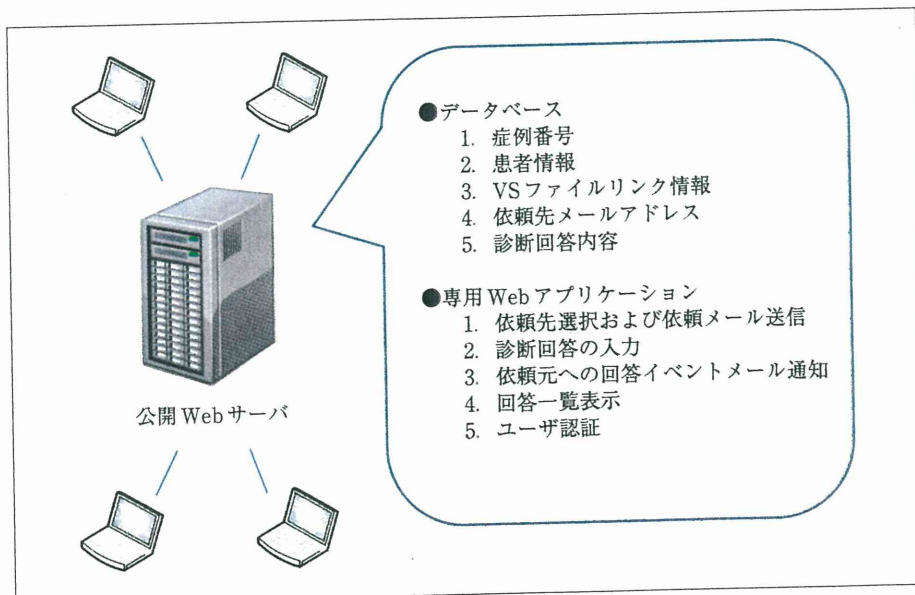 ●データベース
1. 症例番号
2. 患者情報
3. VSファイルリンク情報
4. 依頼先メールアドレス
5. 診断回答内容
●専用Webアプリケーション
1. 依頼先選択および依頼メール送信
2. 診断回答の入力
3. 依頼元への回答イベントメール通知
4. 回答一覧表示
5. ユーザ認証
公開Webサーバ